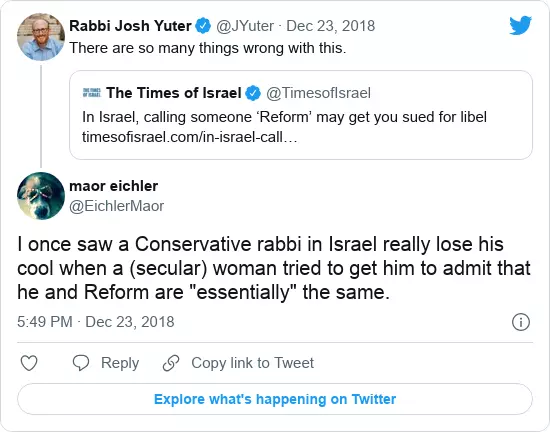 Rabbi Josh Yuter @JYuter · Dec 23, 2018
There are so many things wrong with this.
THE TIMES OF ISRAEL The Times of Israel @TimesofIsrael
In Israel, calling someone ‘Reform’ may get you sued for libel
timesofisrael.com/in-israel-call…
maor eichler
@EichlerMaor
I once saw a Conservative rabbi in Israel really lose his
cool when a (secular) woman tried to get him to admit that
he and Reform are "essentially" the same.
5:49 PM · Dec 23, 2018
Reply Copy link to Tweet
Explore what's happening on Twitter